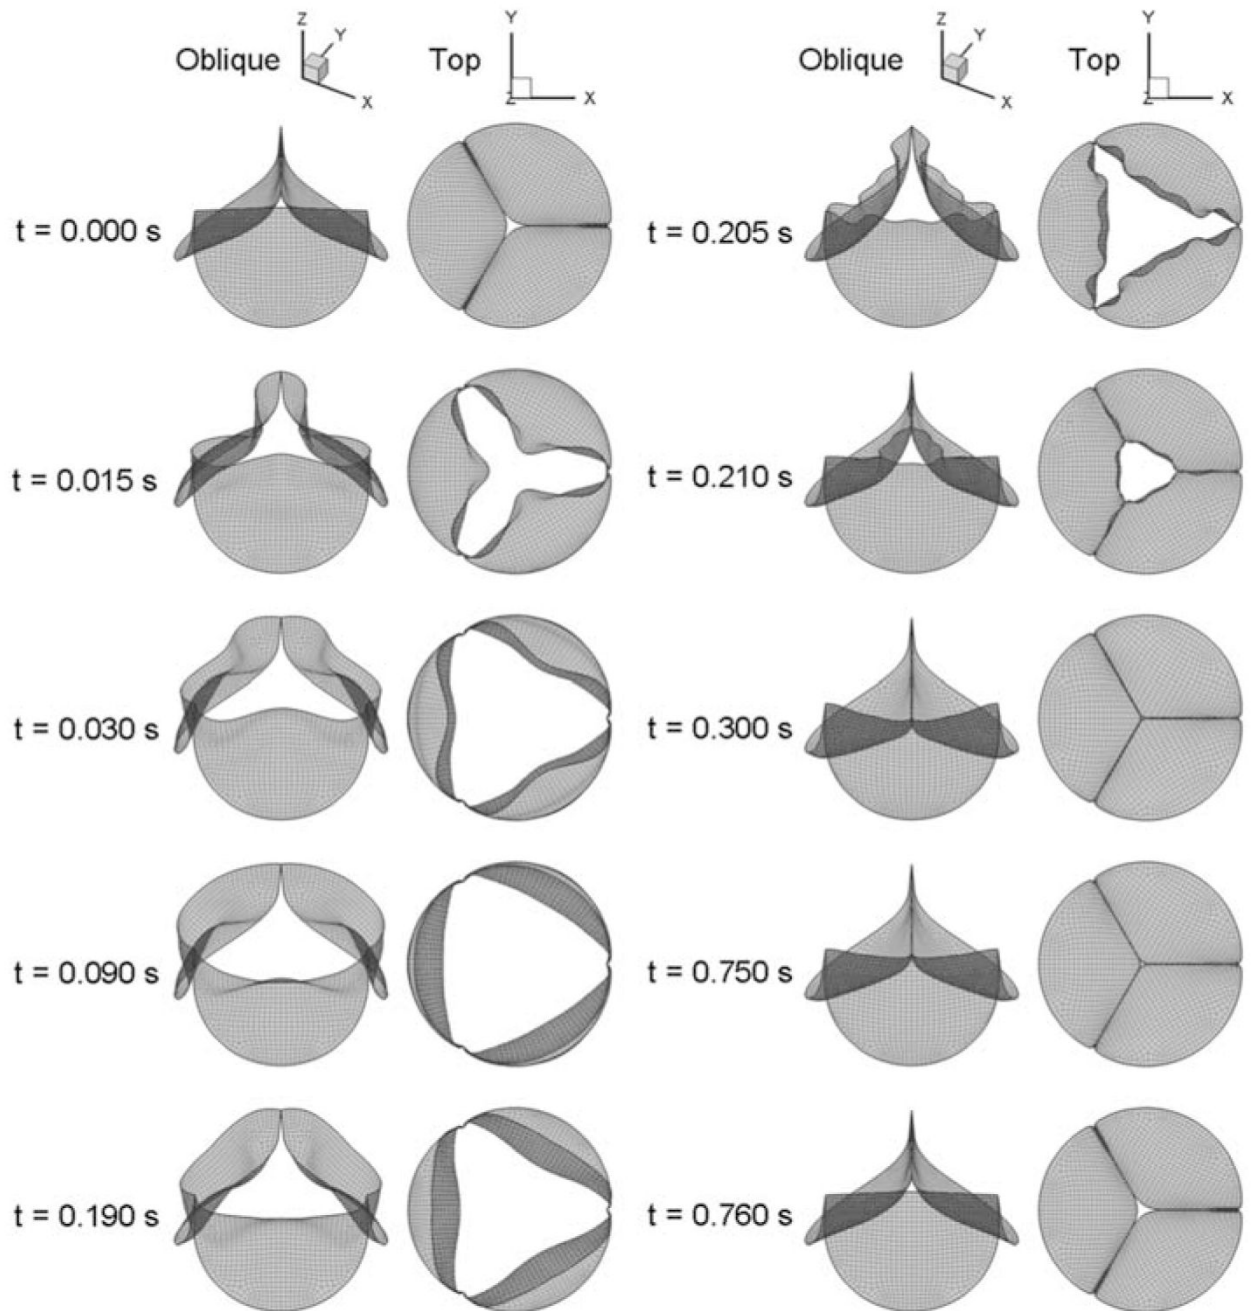 Oblique Z Y X Top Y Z X Oblique Z Y X Top Y Z X
t = 0.000 s t = 0.205 s
t = 0.015 s t = 0.210 s
t = 0.030 s t = 0.300 s
t = 0.090 s t = 0.750 s
t = 0.190 s t = 0.760 s